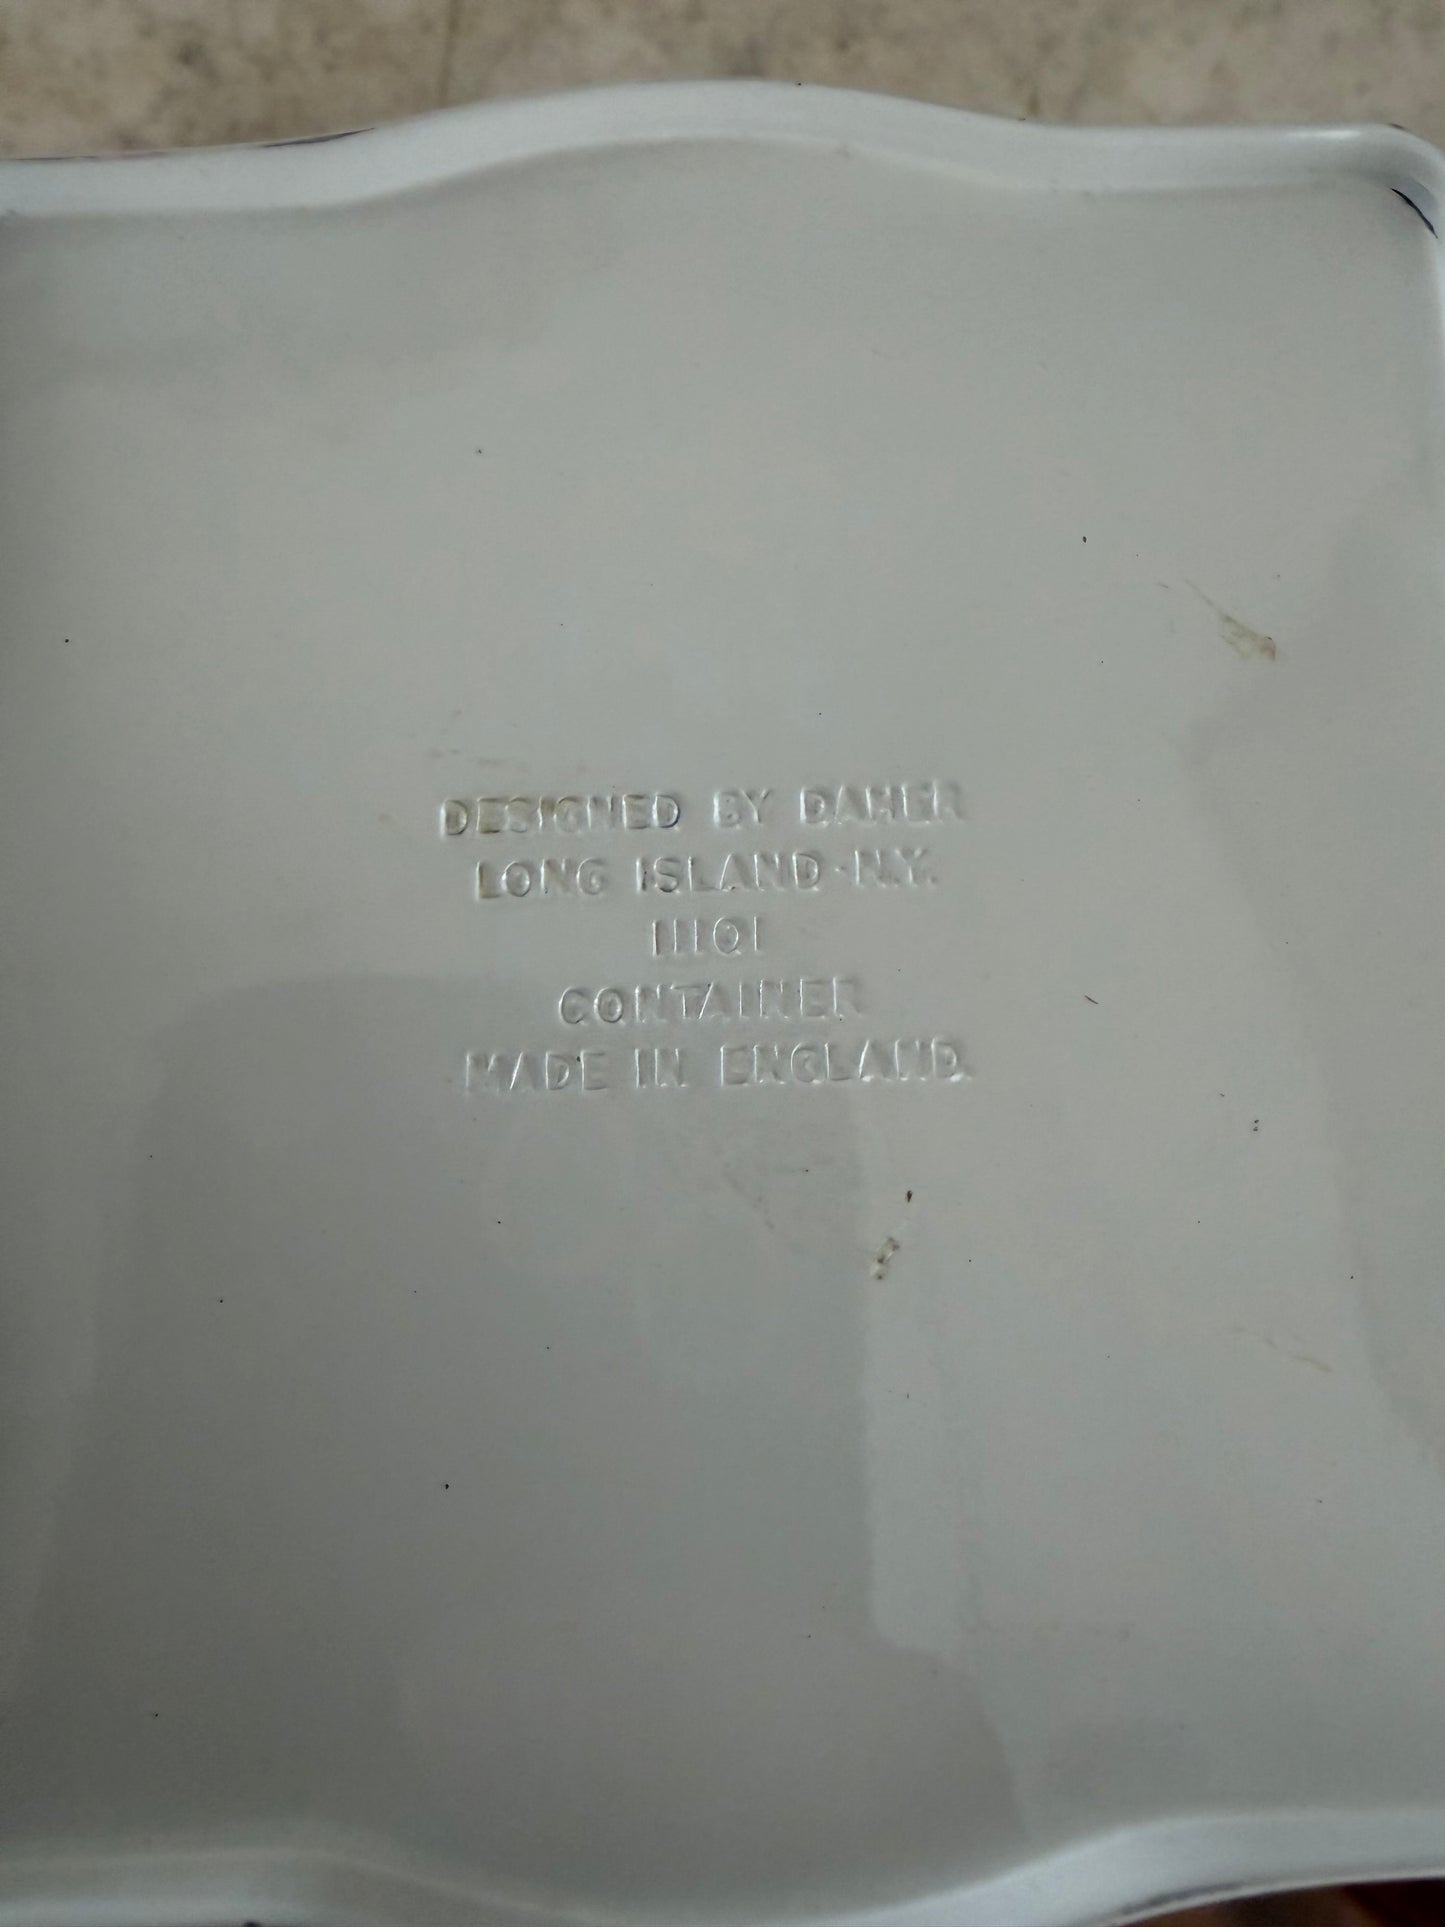 DESIGNED BY DAHER
LONG ISLAND·N.Y.
11101
CONTAINER
MADE IN ENGLAND.